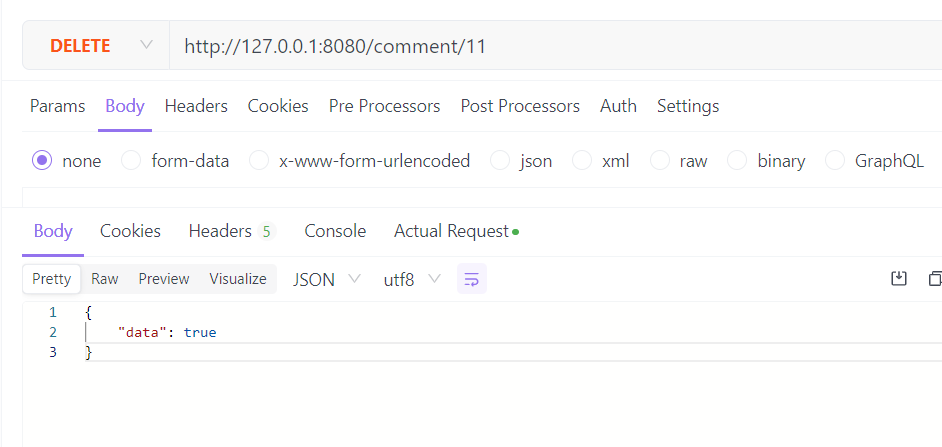 DELETE http://127.0.0.1:8080/comment/11
Params Body Headers Cookies Pre Processors Post Processors Auth Settings
none form-data x-www-form-urlencoded json xml raw binary GraphQL
Body Cookies Headers 5 Console Actual Request
Pretty Raw Preview Visualize JSON utf8
1 {
2 "data": true
3 }